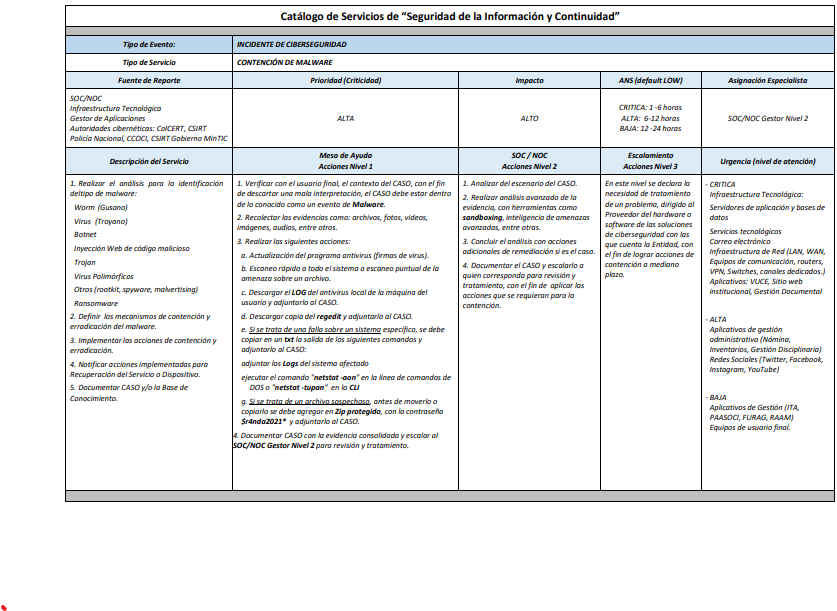 Catálogo de Servicios de "Seguridad de la Información y Continuidad"
Tipo de Evento:
INCIDENTE DE CIBERSEGURIDAD
Tipo de Servicio
CONTENCIÓN DE MALWARE
Fuente de Reporte
Prioridad (Criticidad)
Impacto
ANS (default LOW)
Asignación Especialista
SOC/NOC
Infraestructura Tecnológica
Gestor de Aplicaciones
Autoridades cibernéticas: ColCERT, CSIRT
Policía Nacional, CCOCI, CSIRT Gobierno MinTIC
ALTA
ALTO
CRITICA: 1 -6 horas
ALTA: 6-12 horas
BAJA: 12 -24 horas
SOC/NOC Gestor Nivel 2
Descripción del Servicio
Mesa de Ayuda
Acciones Nivel 1
SOC / NOC
Acciones Nivel 2
Escalamiento
Acciones Nivel 3
Urgencia (nivel de atención)
1. Realizar el análisis para la identificación
deltipo de malware:
Worm (Gusano)
Virus (Troyano)
Botnet
Inyección Web de código malicioso
Trojan
Virus Polimórficos
Otros (rootkit, spyware, malvertising)
Ransomware
2. Definir los mecanismos de contención y
erradicación del malware.
3. Implementar las acciones de contención y
erradicación.
4. Notificar acciones implementadas para
Recuperación del Servicio o Dispositivo.
5. Documentar CASO y/o la Base de
Conocimiento.
1. Verificar con el usuario final, el contexto del CASO, con el fin
de descartar una mala interpretación, el CASO debe estar dentro
de lo conocido como un evento de Malware.
2. Recolectar las evidencias como: archivos, fotos, videos,
imágenes, audios, entre otros.
3. Realizar las siguientes acciones:
a. Actualización del programa antivirus (firmas de virus).
b. Escaneo rápido a todo el sistema o escaneo puntual de la
amenaza sobre un archivo.
c. Descargar el LOG del antivirus local de la máquina del
usuario y adjuntarlo al CASO.
d. Descargar copia del regedit y adjuntarlo al CASO.
e. Si se trata de una falla sobre un sistema específico, se debe
copiar en un txt la salida de los siguientes comandos y
adjuntarlo al CASO:
adjuntar los Logs del sistema afectado
ejecutar el comando "netstat -aon" en la línea de comandos de
DOS o "netstat -tupan" en la CLI
g. Si se trata de un archivo sospechoso, antes de moverlo o
copiarlo se debe agregar en Zip protegido, con la contraseña
$r4nda2021* y adjuntarlo al CASO.
4. Documentar CASO con la evidencia consolidada y escalar al
SOC/NOC Gestor Nivel 2 para revisión y tratamiento.
1. Analizar del escenario del CASO.
2. Realizar análisis avanzado de la
evidencia, con herramientas como
sandboxing, inteligencia de amenazas
avanzadas, entre otras.
3. Concluir el análisis con acciones
adicionales de remediación si es el caso.
4. Documentar el CASO y escalarlo a
quien corresponda para revisión y
tratamiento, con el fin de aplicar las
acciones que se requieran para la
contención.
En este nivel se declara la
necesidad de tratamiento
de un problema, dirigido al
Proveedor del hardware o
software de las soluciones
de ciberseguridad con las
que cuenta la Entidad, con
el fin de lograr acciones de
contención a mediano
plazo.
- CRITICA
Infraestructura Tecnológica:
Servidores de aplicación y bases de
datos
Servicios tecnológicos
Correo electrónico
Infraestructura de Red (LAN, WAN,
Equipos de comunicación, routers,
VPN, Switches, canales dedicados.)
Aplicativos: VUCE, Sitio web
institucional, Gestión Documental
- ALTA
Aplicativos de gestión
administrativa (Nómina,
Inventarios, Gestión Disciplinaria)
Redes Sociales (Twitter, Facebook,
Instagram, YouTube)
- BAJA
Aplicativos de Gestión (ITA,
PAASOCI, FURAG, RAAM)
Equipos de usuario final.